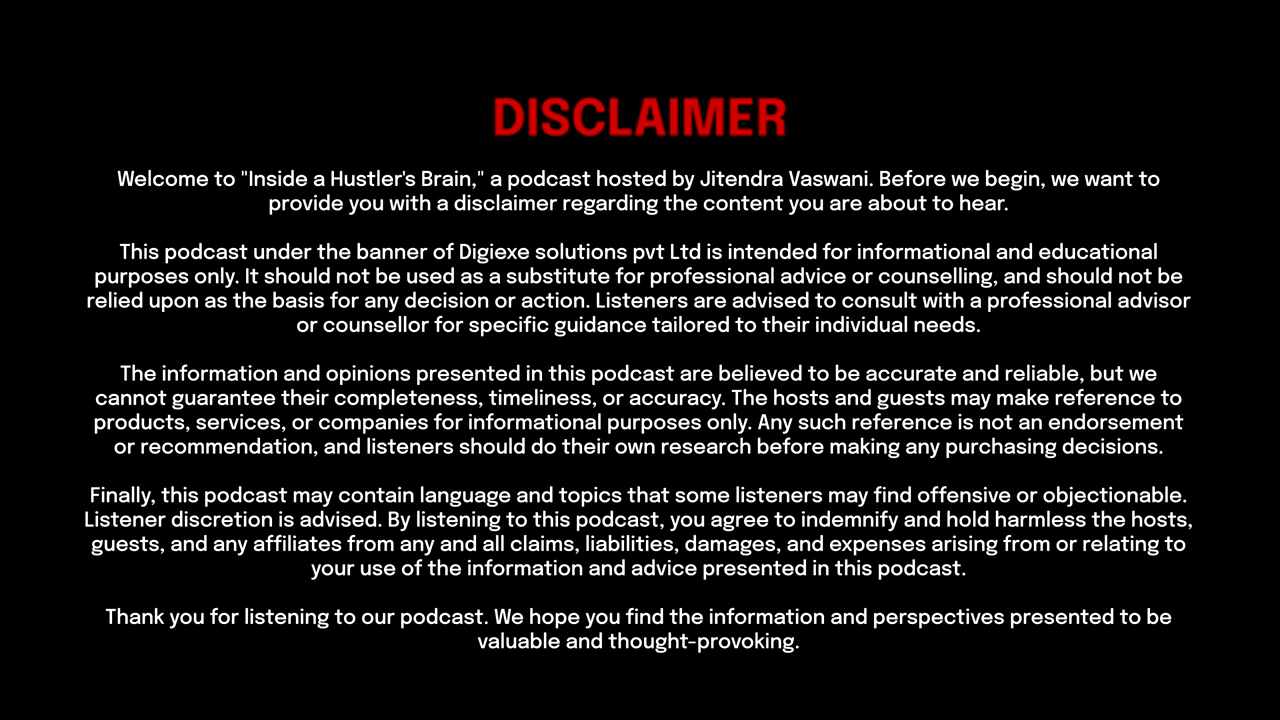 DISCLAIMER
Welcome to "Inside a Hustler's Brain," a podcast hosted by Jitendra Vaswani. Before we begin, we want to
provide you with a disclaimer regarding the content you are about to hear.
This podcast under the banner of Digiexe solutions pvt Ltd is intended for informational and educational
purposes only. It should not be used as a substitute for professional advice or counselling, and should not be
relied upon as the basis for any decision or action. Listeners are advised to consult with a professional advisor
or counsellor for specific guidance tailored to their individual needs.
The information and opinions presented in this podcast are believed to be accurate and reliable, but we
cannot guarantee their completeness, timeliness, or accuracy. The hosts and guests may make reference to
products, services, or companies for informational purposes only. Any such reference is not an endorsement
or recommendation, and listeners should do their own research before making any purchasing decisions.
Finally, this podcast may contain language and topics that some listeners may find offensive or objectionable.
Listener discretion is advised. By listening to this podcast, you agree to indemnify and hold harmless the hosts,
guests, and any affiliates from any and all claims, liabilities, damages, and expenses arising from or relating to
your use of the information and advice presented in this podcast.
Thank you for listening to our podcast. We hope you find the information and perspectives presented to be
valuable and thought-provoking.